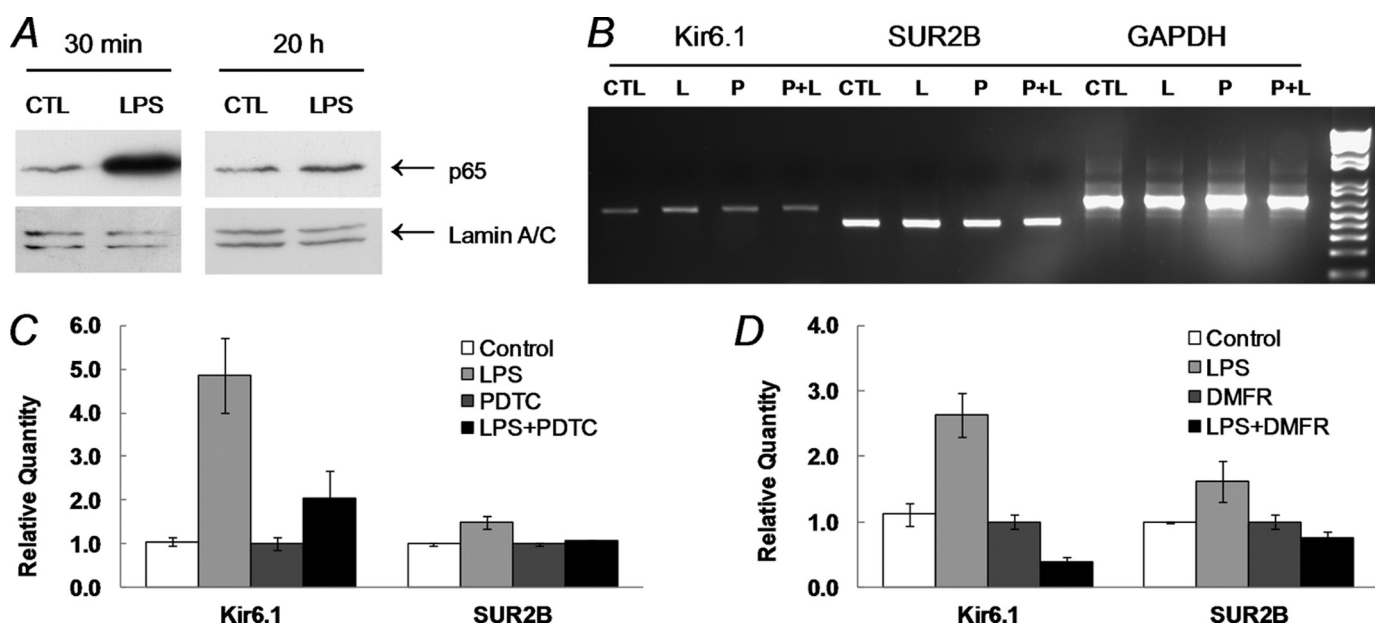 A
30 min 20 h
CTL LPS CTL LPS
p65
Lamin A/C
B
Kir6.1 SUR2B GAPDH
CTL L P P+L CTL L P P+L CTL L P P+L
C
Relative Quantity
6.0
5.0
4.0
3.0
2.0
1.0
0.0
Control
LPS
PDTC
LPS+PDTC
Kir6.1 SUR2B
D
Relative Quantity
4.0
3.0
2.0
1.0
0.0
Control
LPS
DMFR
LPS+DMFR
Kir6.1 SUR2B